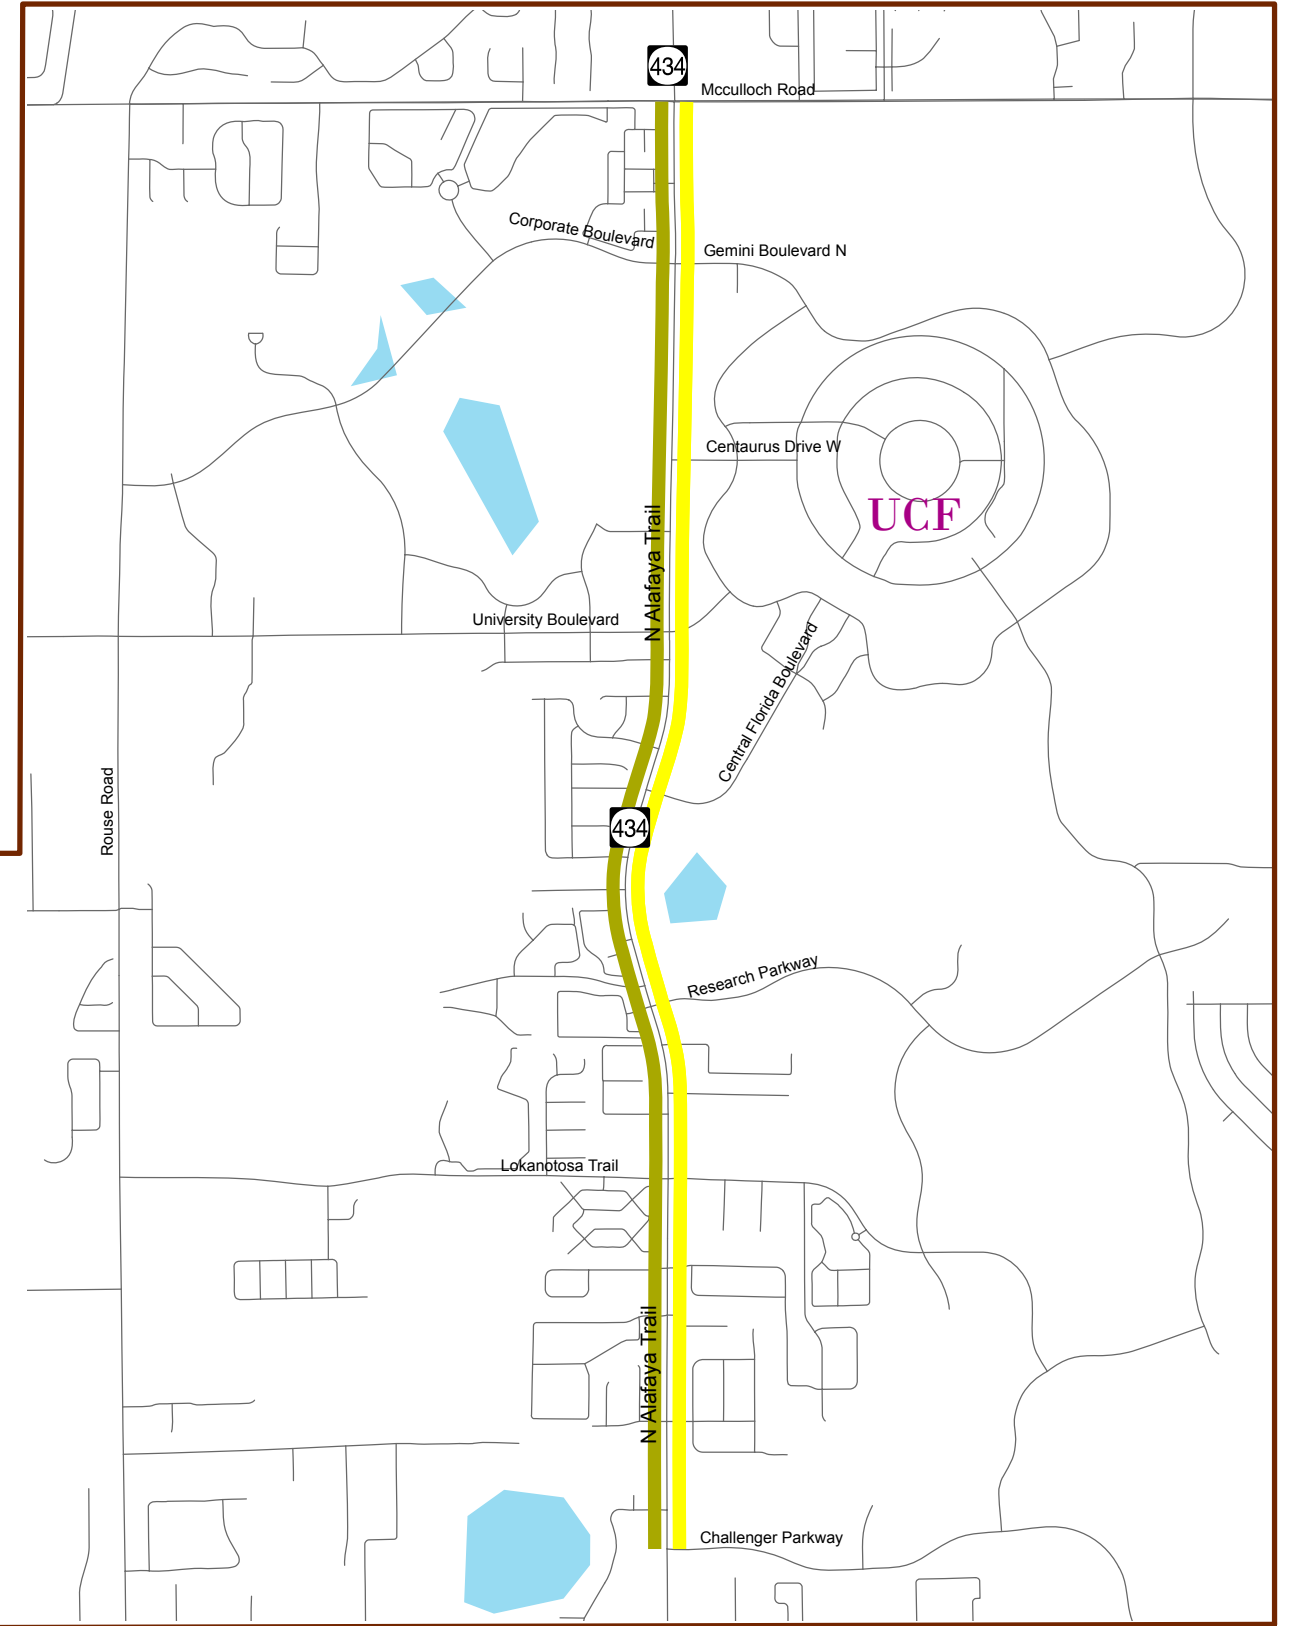 434
Mcculloch Road
Corporate Boulevard
Gemini Boulevard N
Centaurus Drive W
UCF
N Alafaya Trail
University Boulevard
Central Florida Boulevard
Rouse Road
434
Research Parkway
Lokanotosa Trail
N Alafaya Trail
Challenger Parkway